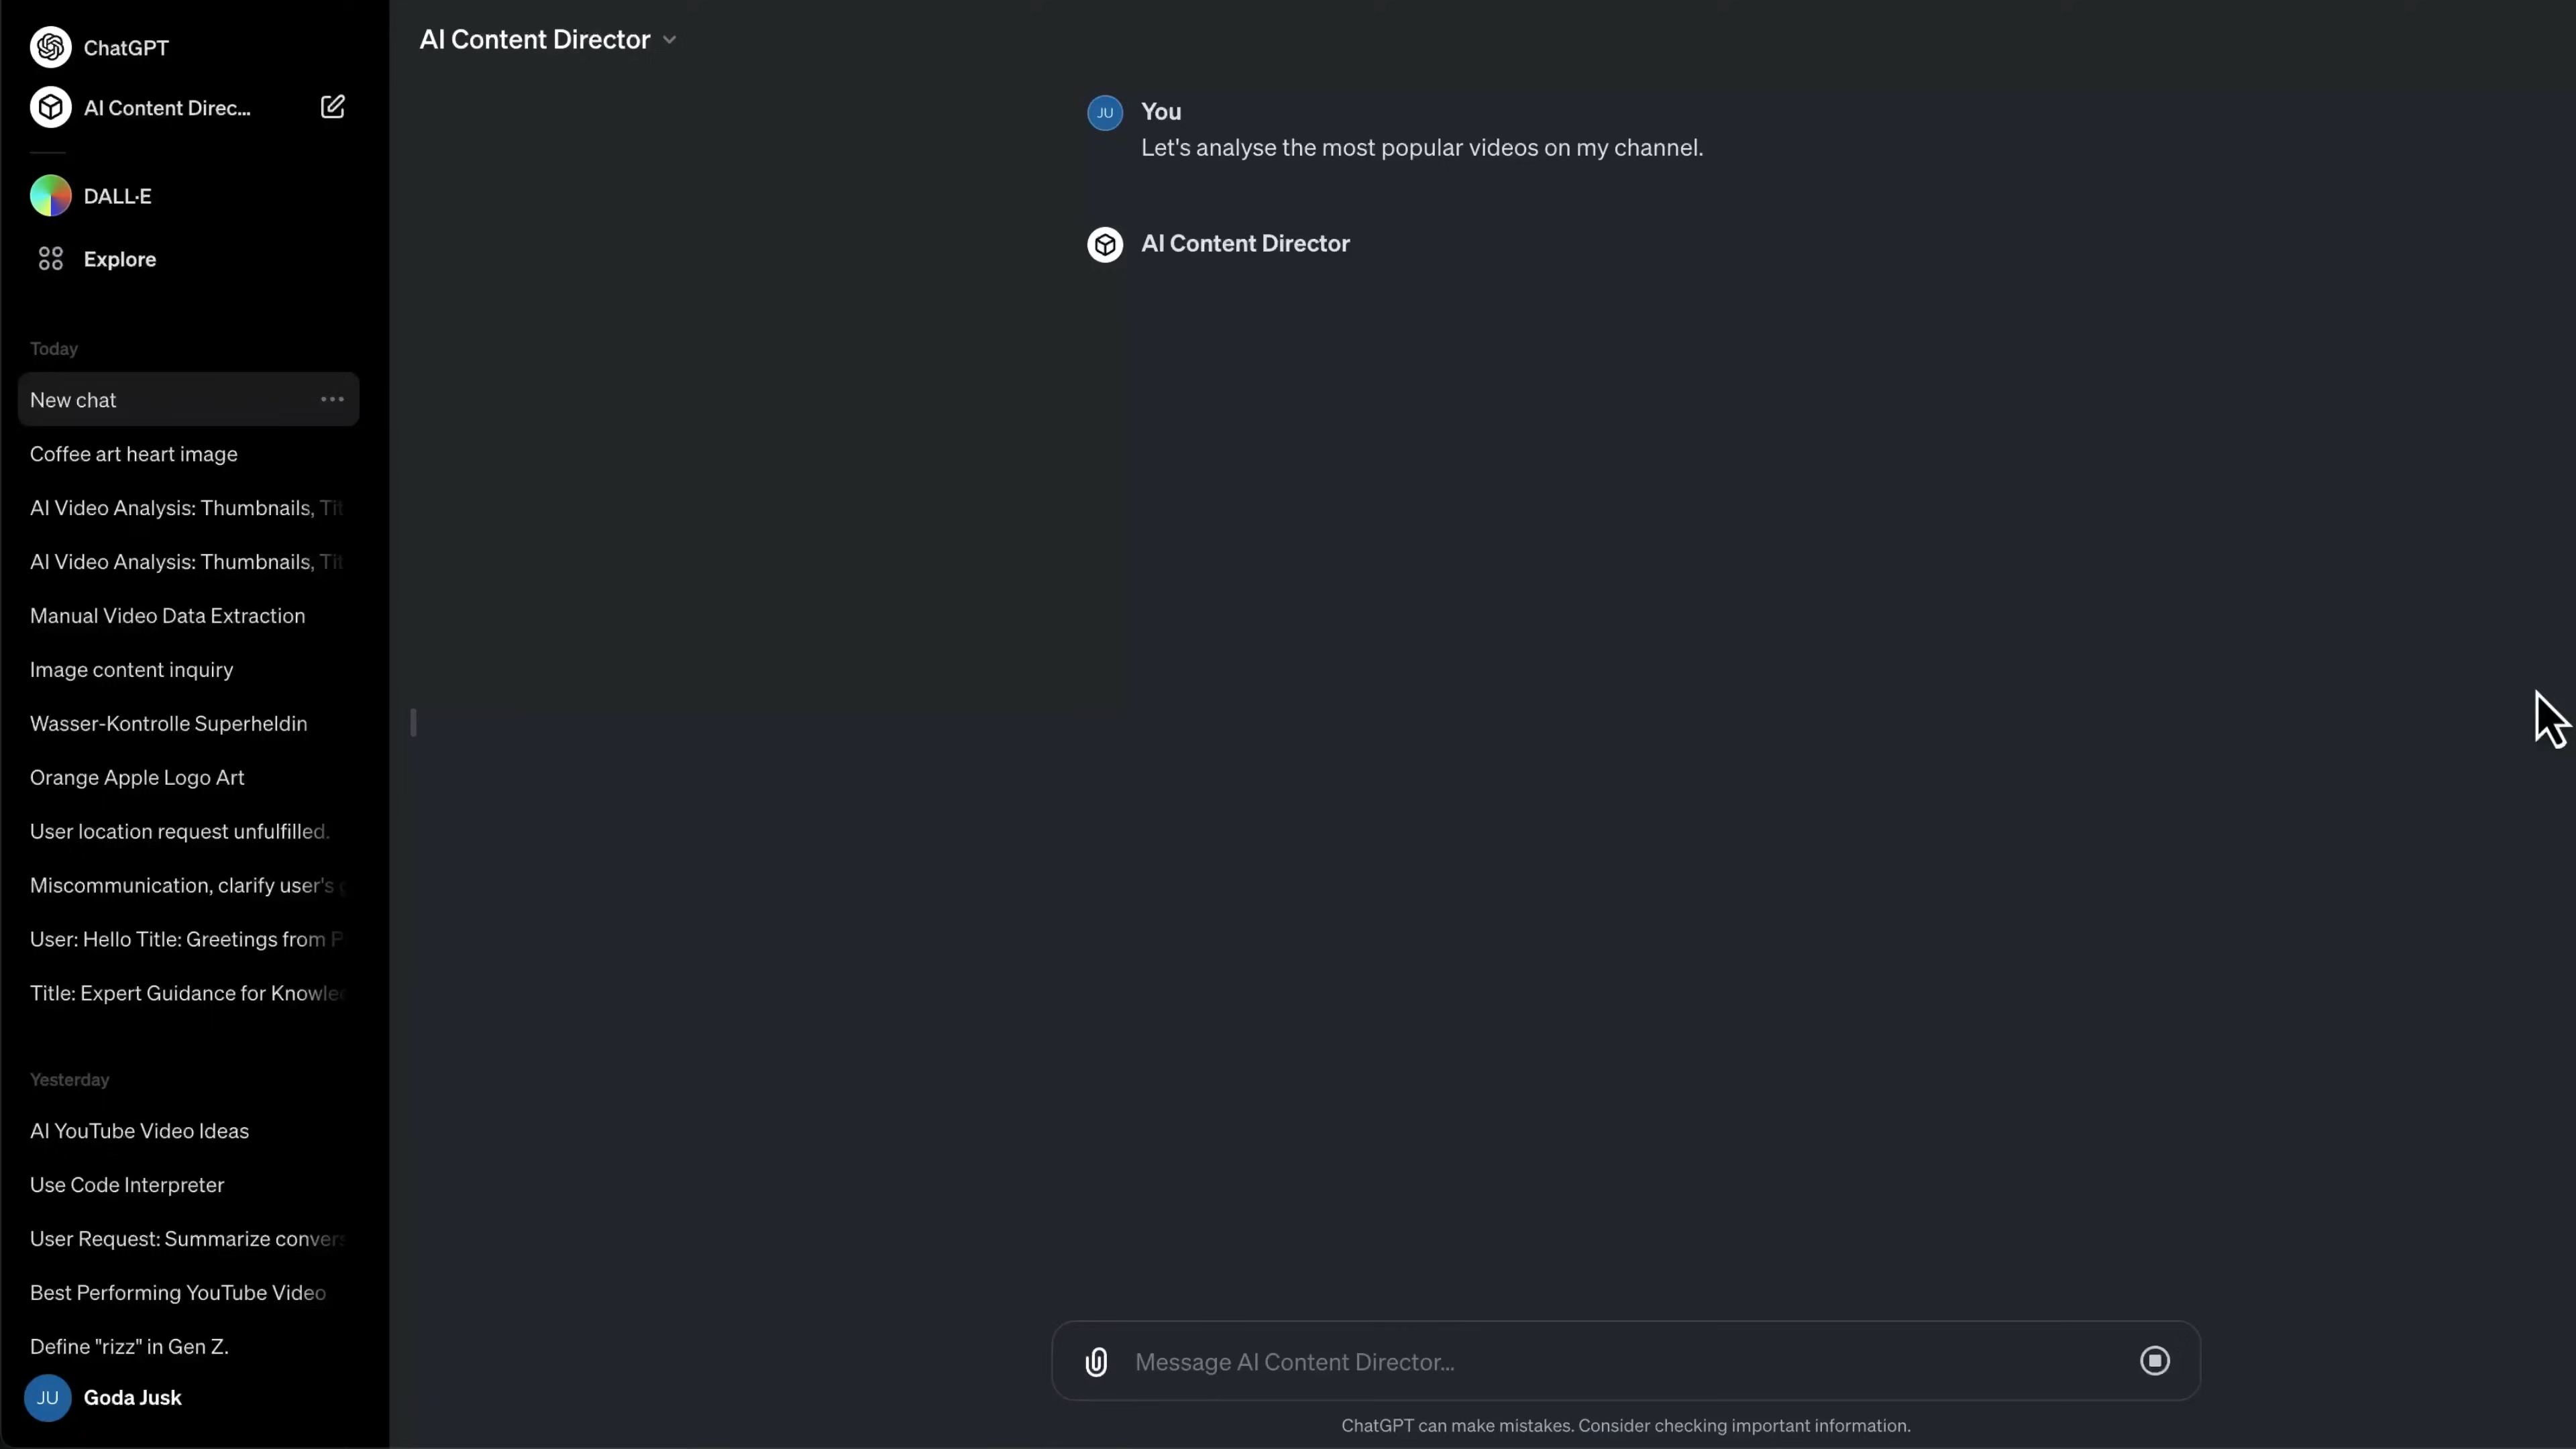 ChatGPT
AI Content Direc...
DALL·E
Explore
Today
New chat
Coffee art heart image
AI Video Analysis: Thumbnails, Tit
AI Video Analysis: Thumbnails, Tit
Manual Video Data Extraction
Image content inquiry
Wasser-Kontrolle Superheldin
Orange Apple Logo Art
User location request unfulfilled.
Miscommunication, clarify user's g
User: Hello Title: Greetings from P
Title: Expert Guidance for Knowle
Yesterday
AI YouTube Video Ideas
Use Code Interpreter
User Request: Summarize convers
Best Performing YouTube Video
Define "rizz" in Gen Z.
JU Goda Jusk
AI Content Director
JU You
Let's analyse the most popular videos on my channel.
AI Content Director
Message AI Content Director...
ChatGPT can make mistakes. Consider checking important information.